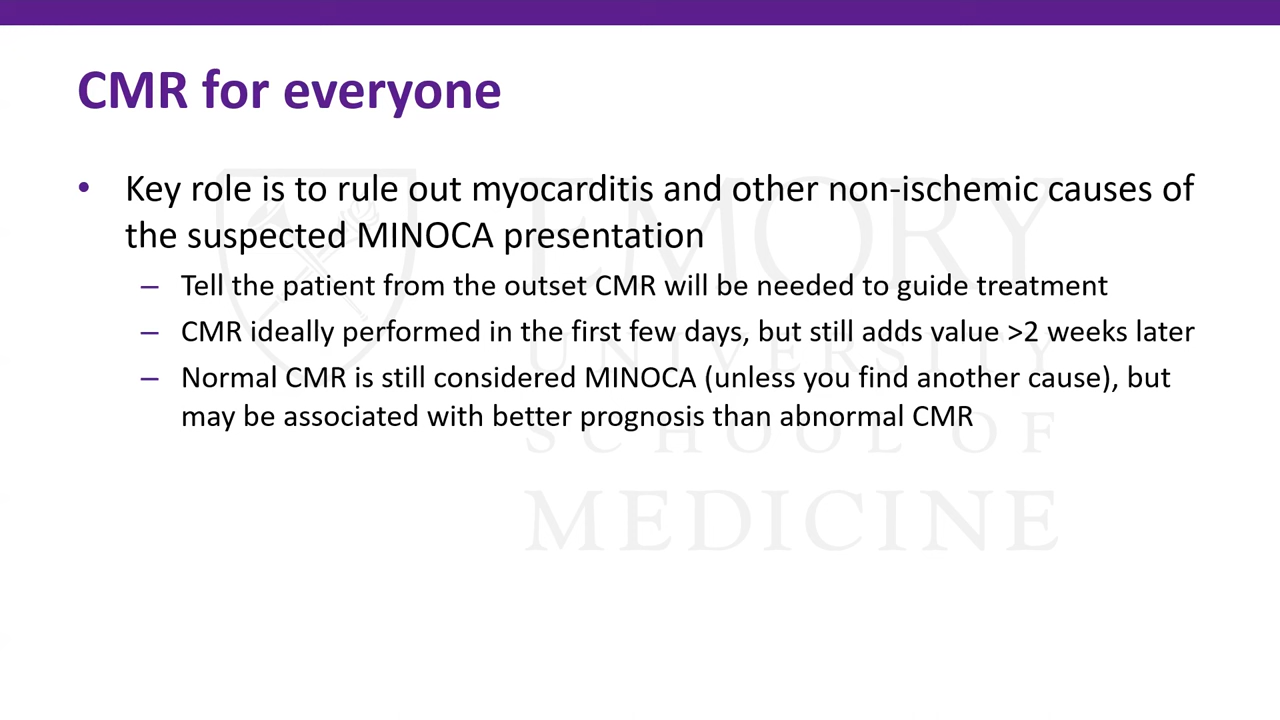 CMR for everyone
• Key role is to rule out myocarditis and other non-ischemic causes of
the suspected MINOCA presentation
– Tell the patient from the outset CMR will be needed to guide treatment
– CMR ideally performed in the first few days, but still adds value >2 weeks later
– Normal CMR is still considered MINOCA (unless you find another cause), but
may be associated with better prognosis than abnormal CMR
EMORY
UNIVERSITY
SCHOOL OF
MEDICINE